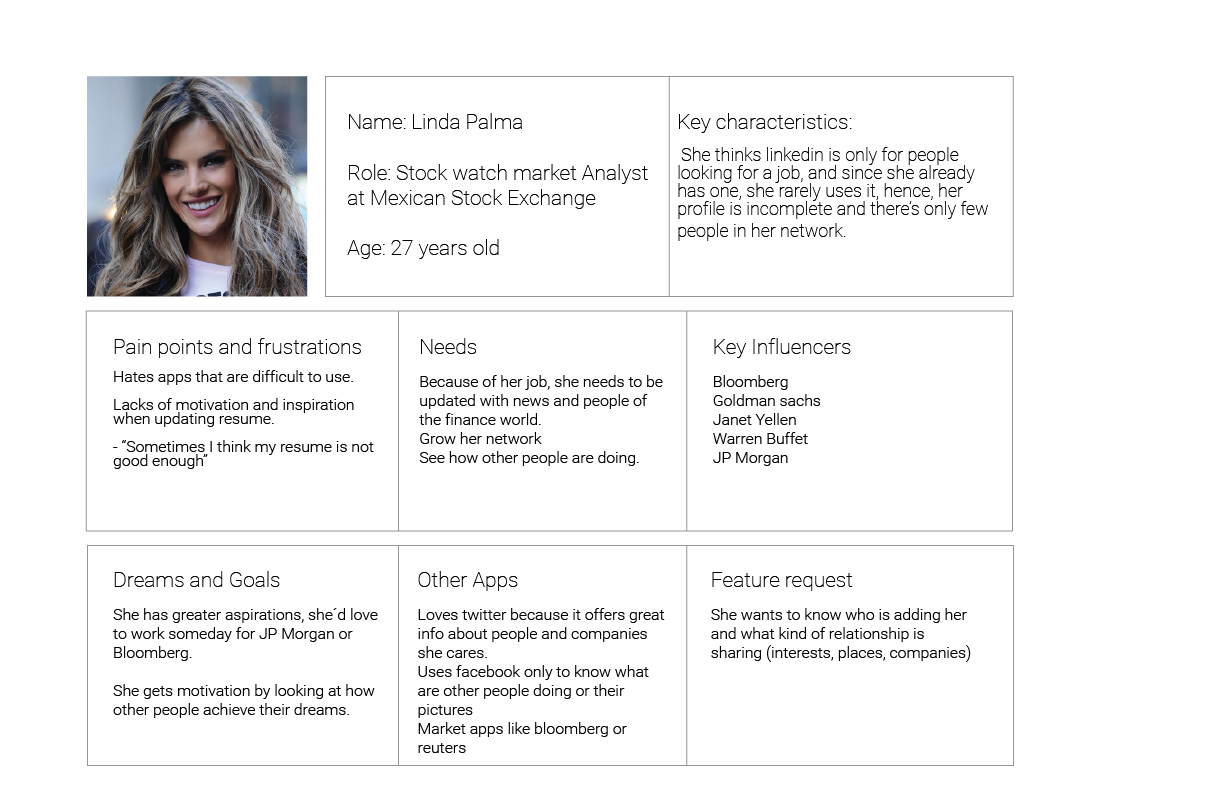 Name: Linda Palma
Role: Stock watch market Analyst
at Mexican Stock Exchange
Age: 27 years old
Key characteristics:
She thinks linkedin is only for people
looking for a job, and since she already
has one, she rarely uses it, hence, her
profile is incomplete and there's only few
people in her network.
Pain points and frustrations
Hates apps that are difficult to use.
Lacks of motivation and inspiration
when updating resume.
- “Sometimes I think my resume is not
good enough”
Needs
Because of her job, she needs to be
updated with news and people of
the finance world.
Grow her network
See how other people are doing.
Key Influencers
Bloomberg
Goldman sachs
Janet Yellen
Warren Buffet
JP Morgan
Dreams and Goals
She has greater aspirations, she´d love
to work someday for JP Morgan or
Bloomberg.
She gets motivation by looking at how
other people achieve their dreams.
Other Apps
Loves twitter because it offers great
info about people and companies
she cares.
Uses facebook only to know what
are other people doing or their
pictures
Market apps like bloomberg or
reuters
Feature request
She wants to know who is adding her
and what kind of relationship is
sharing (interests, places, companies)